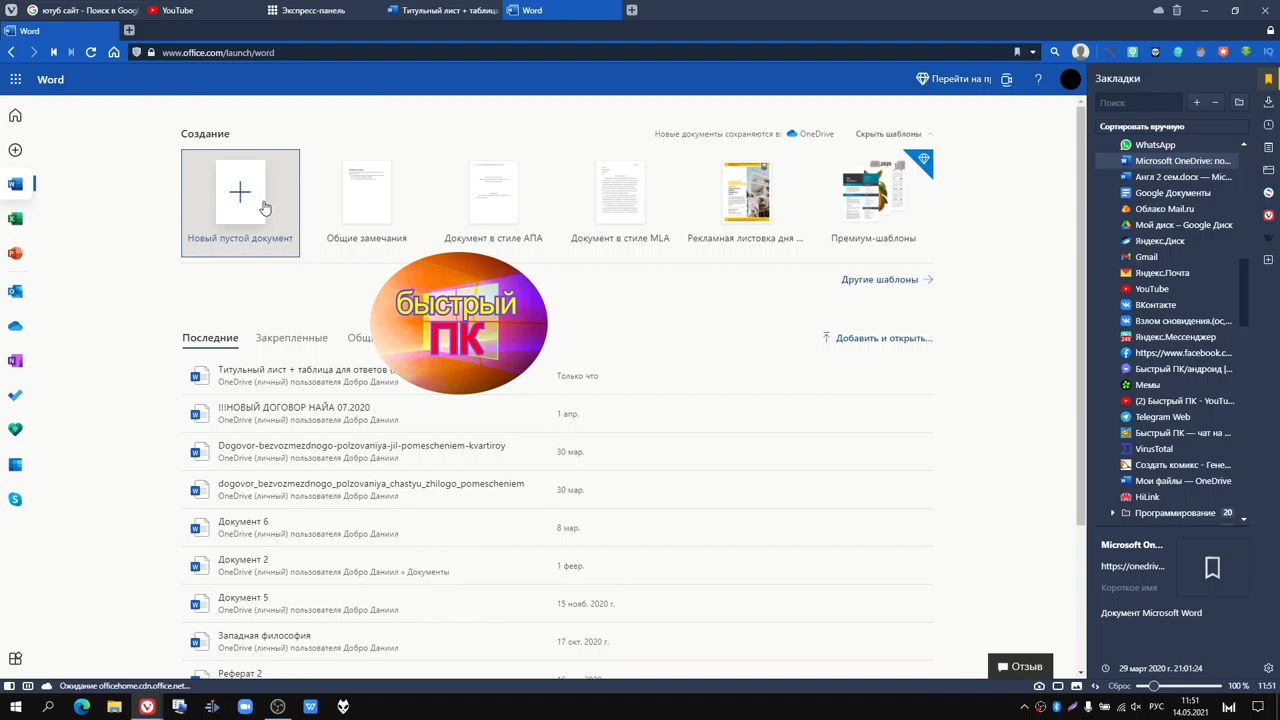 ютуб сайт - Поиск в Goog
YouTube
Экспресс-панель
Титульный лист + таблица
Word
Word
www.office.com/launch/word
Word
Перейти на п
?
Закладки
Поиск
Сортировать вручную
Создание
Новые документы сохраняются в: OneDrive
Скрыть шаблоны
Новый пустой документ
Общие замечания
Документ в стиле АПА
Документ в стиле MLA
Рекламная листовка дня ...
Премиум-шаблоны
Другие шаблоны
быстрый
ПК
Последние
Закрепленные
Общи
Добавить и открыть...
Титульный лист + таблица для ответов (
OneDrive (личный) пользователя Добро Даниил
Только что
!!!НОВЫЙ ДОГОВОР НАЙА 07.2020
OneDrive (личный) пользователя Добро Даниил
1 апр.
Dogovor-bezvozmezdnogo-polzovaniya-jil-pomescheniem-kvartiroy
OneDrive (личный) пользователя Добро Даниил
30 мар.
dogovor_bezvozmezdnogo_polzovaniya_chastyu_zhilogo_pomescheniem
OneDrive (личный) пользователя Добро Даниил
30 мар.
Документ 6
OneDrive (личный) пользователя Добро Даниил
8 мар.
Документ 2
OneDrive (личный) пользователя Добро Даниил » Документы
1 февр.
Документ 5
OneDrive (личный) пользователя Добро Даниил
15 нояб. 2020 г.
Западная философия
OneDrive (личный) пользователя Добро Даниил
17 окт. 2020 г.
Реферат 2
Отзыв
WhatsApp
Microsoft OneDrive: по...
Англ 2 сем.docx — Mic...
Google Документы
Облако Mail.ru
Мой диск – Google Диск
Яндекс.Диск
Gmail
Яндекс.Почта
YouTube
ВКонтакте
Взлом сновидения.(ос,...
Яндекс.Мессенджер
https://www.facebook.c...
Быстрый ПК/андроид |...
Мемы
(2) Быстрый ПК - YouTu...
Telegram Web
Быстрый ПК — чат на ...
VirusTotal
Создать комикс - Гене...
Мои файлы — OneDrive
HiLink
Программирование 20
Microsoft On...
https://onedriv...
Короткое имя
Документ Microsoft Word
29 март 2020 г. 21:01:24
Ожидание officehome.cdn.office.net...
Сброс
100 %
11:51
РУС
11:51
14.05.2021